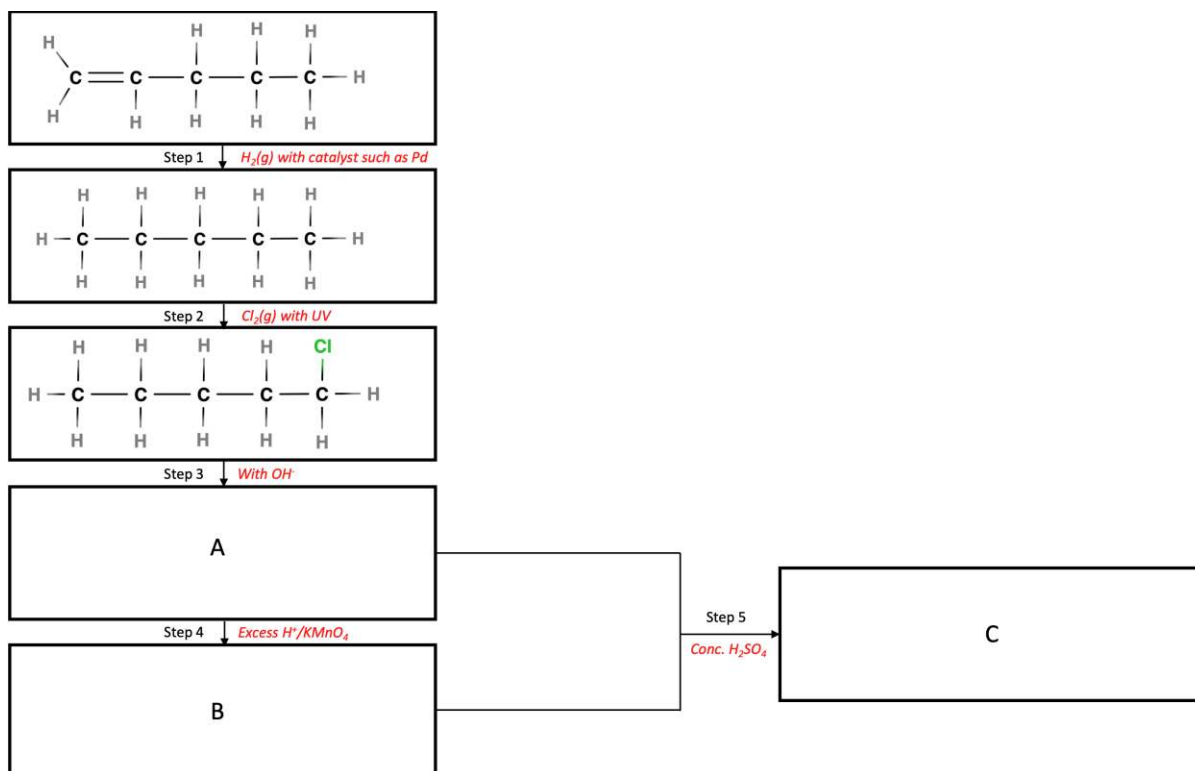 H H H
H
C C C C C H
H H H H H
Step 1 H₂(g) with catalyst such as Pd
H H H H H
H C C C C C H
H H H H H
Step 2 Cl₂(g) with UV
H H H H Cl
H C C C C C H
H H H H H
Step 3 With OH⁻
A
Step 4 Excess H⁺/KMnO₄
B
Step 5
Conc. H₂SO₄
C